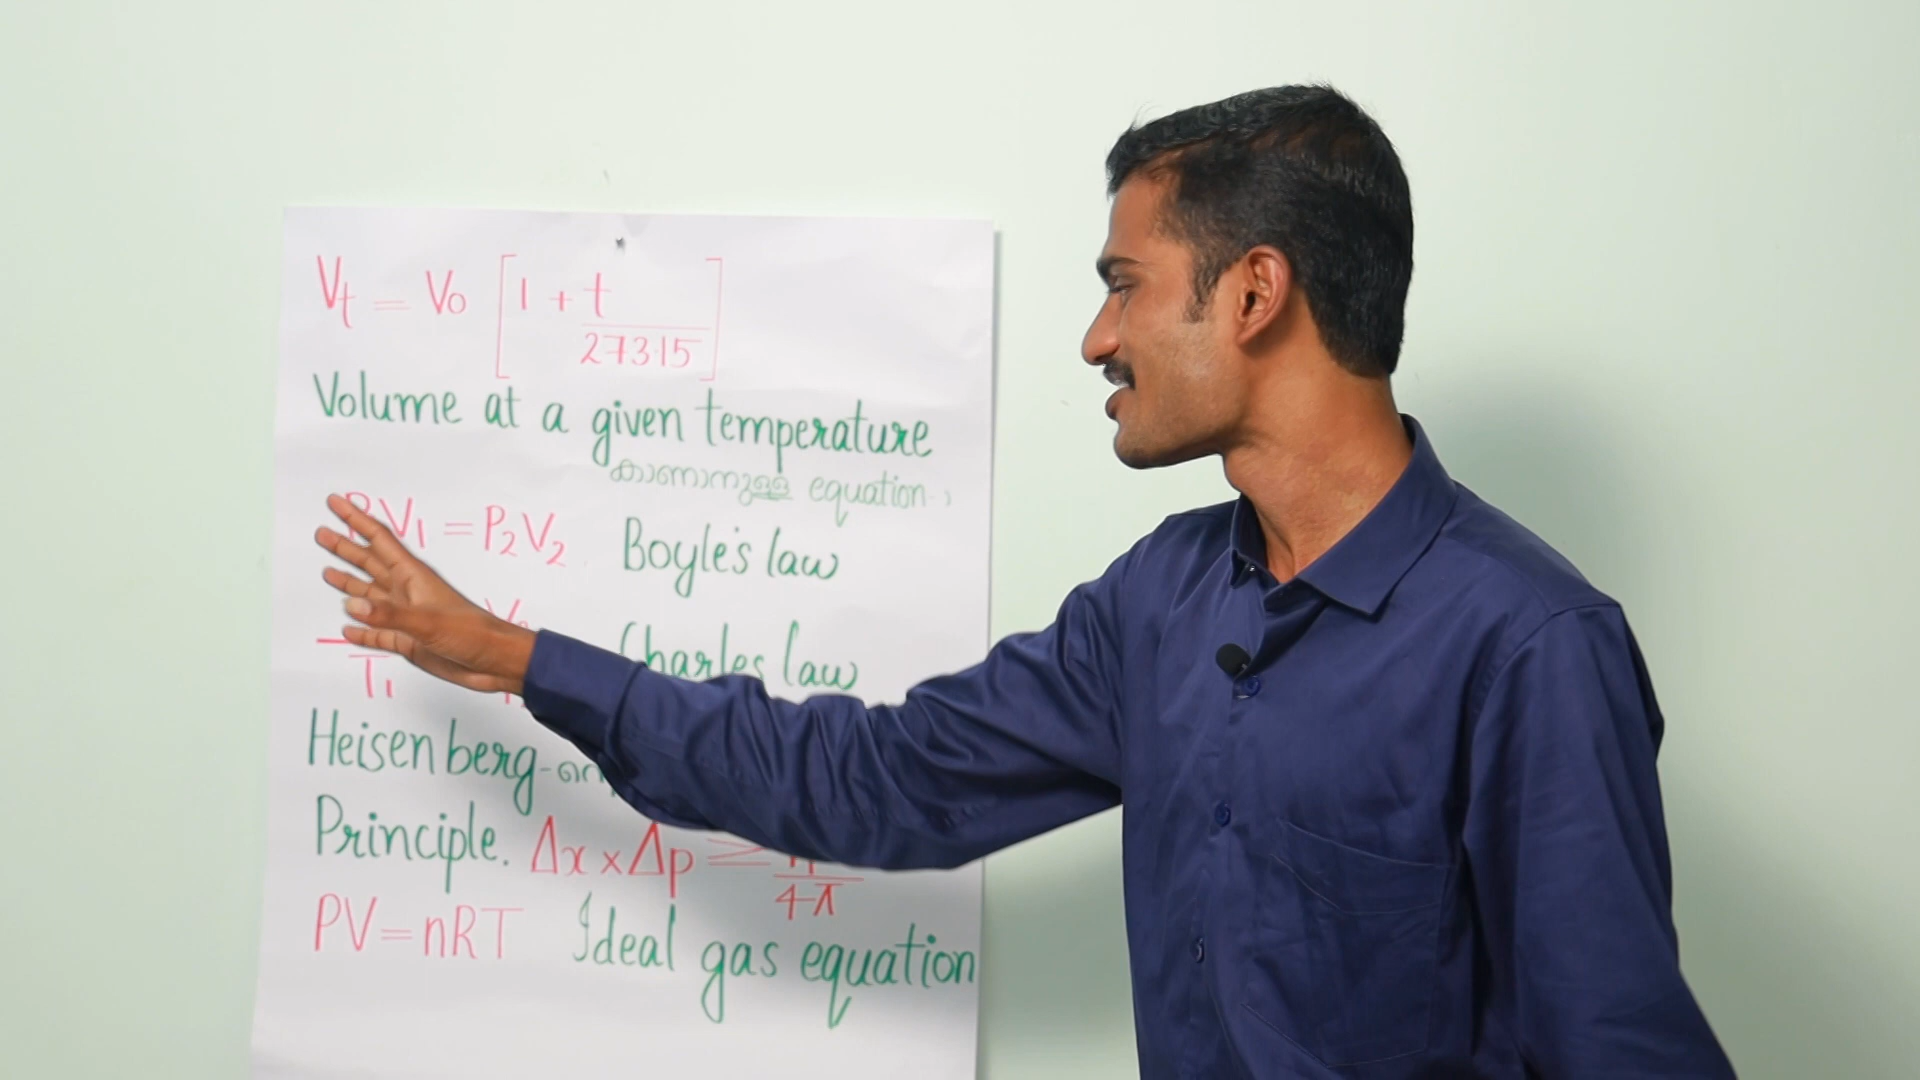 Vt = Vo [1 + t/273.15]
Volume at a given temperature
കാണാനുള്ള equation.
V1 = P2V2 Boyle's law
T1 Charles law
Heisenberg-ന്റെ
Principle. Δx × Δp ≥ h/4π
PV = nRT Ideal gas equation